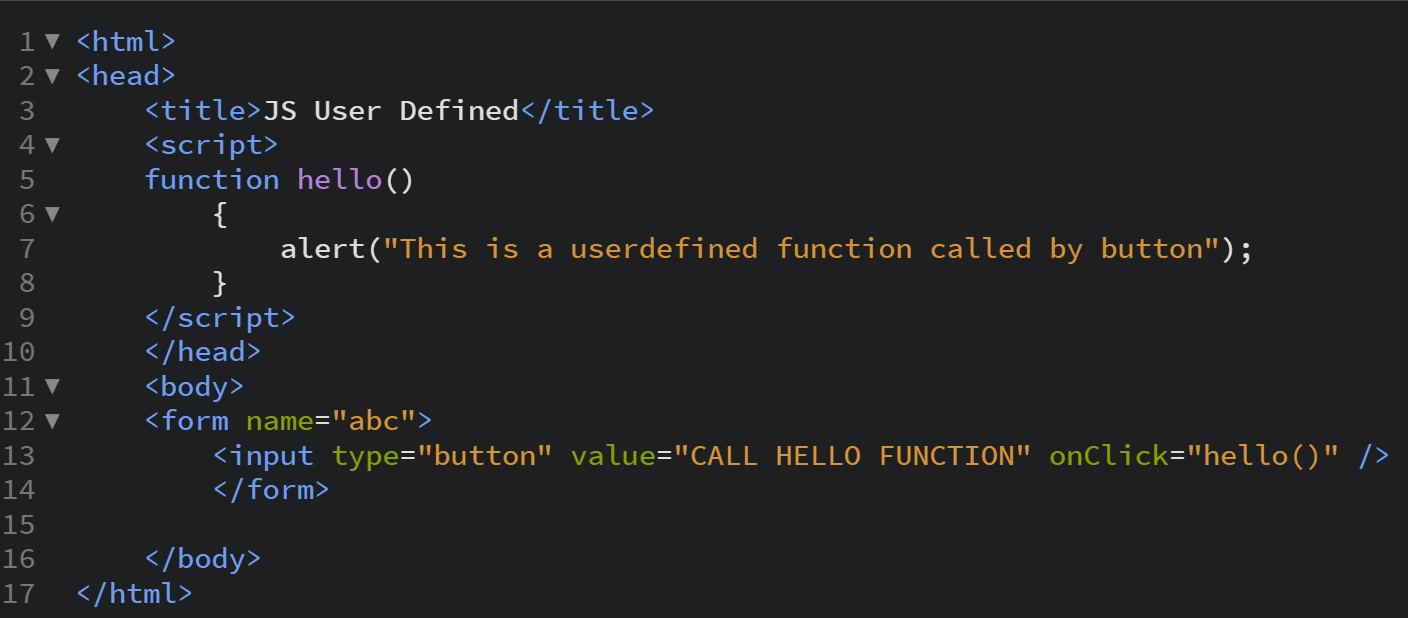 1 <html>
2 <head>
3 <title>JS User Defined</title>
4 <script>
5 function hello()
6 {
7 alert("This is a userdefined function called by button");
8 }
9 </script>
10 </head>
11 <body>
12 <form name="abc">
13 <input type="button" value="CALL HELLO FUNCTION" onClick="hello()" />
14 </form>
15
16 </body>
17 </html>